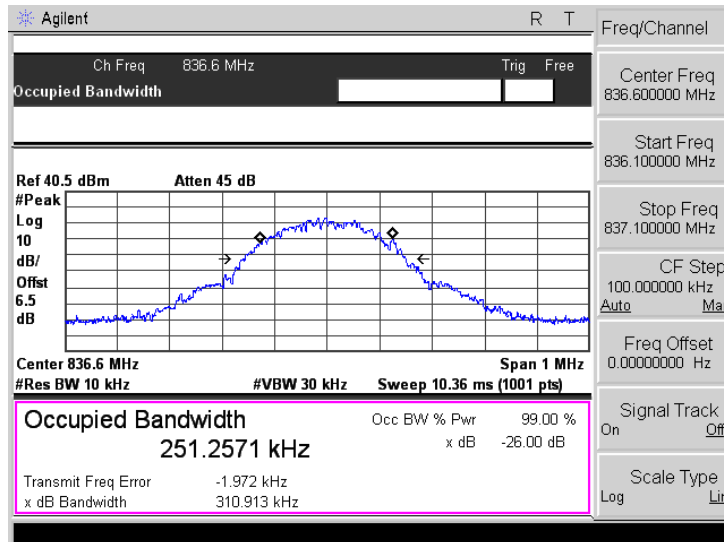 Agilent R T
Ch Freq 836.6 MHz Trig Free
Occupied Bandwidth
Ref 40.5 dBm Atten 45 dB
#Peak
Log
10
dB/
Offst
6.5
dB
Center 836.6 MHz Span 1 MHz
#Res BW 10 kHz #VBW 30 kHz Sweep 10.36 ms (1001 pts)
Occupied Bandwidth Occ BW % Pwr 99.00 %
251.2571 kHz x dB -26.00 dB
Transmit Freq Error -1.972 kHz
x dB Bandwidth 310.913 kHz
Freq/Channel
Center Freq
836.600000 MHz
Start Freq
836.100000 MHz
Stop Freq
837.100000 MHz
CF Step
100.000000 kHz
Auto Ma
Freq Offset
0.00000000 Hz
Signal Track
On Off
Scale Type
Log Lin